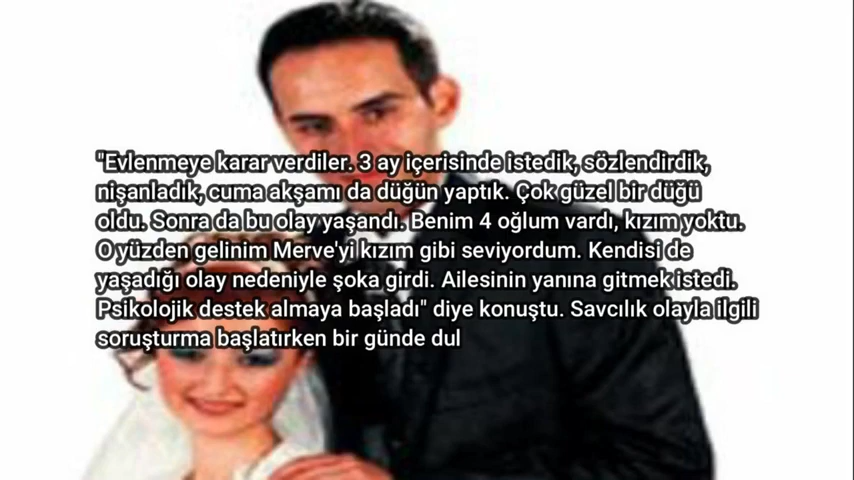 "Evlenmeye karar verdiler. 3 ay içerisinde istedik, sözlendirdik,
nişanladık, cuma akşamı da düğün yaptık. Çok güzel bir düğü
oldu. Sonra da bu olay yaşandı. Benim 4 oğlum vardı, kızım yoktu.
O yüzden gelinim Merve'yi kızım gibi seviyordum. Kendisi de
yaşadığı olay nedeniyle şoka girdi. Ailesinin yanına gitmek istedi.
Psikolojik destek almaya başladı" diye konuştu. Savcılık olayla ilgili
soruşturma başlatırken bir günde dul